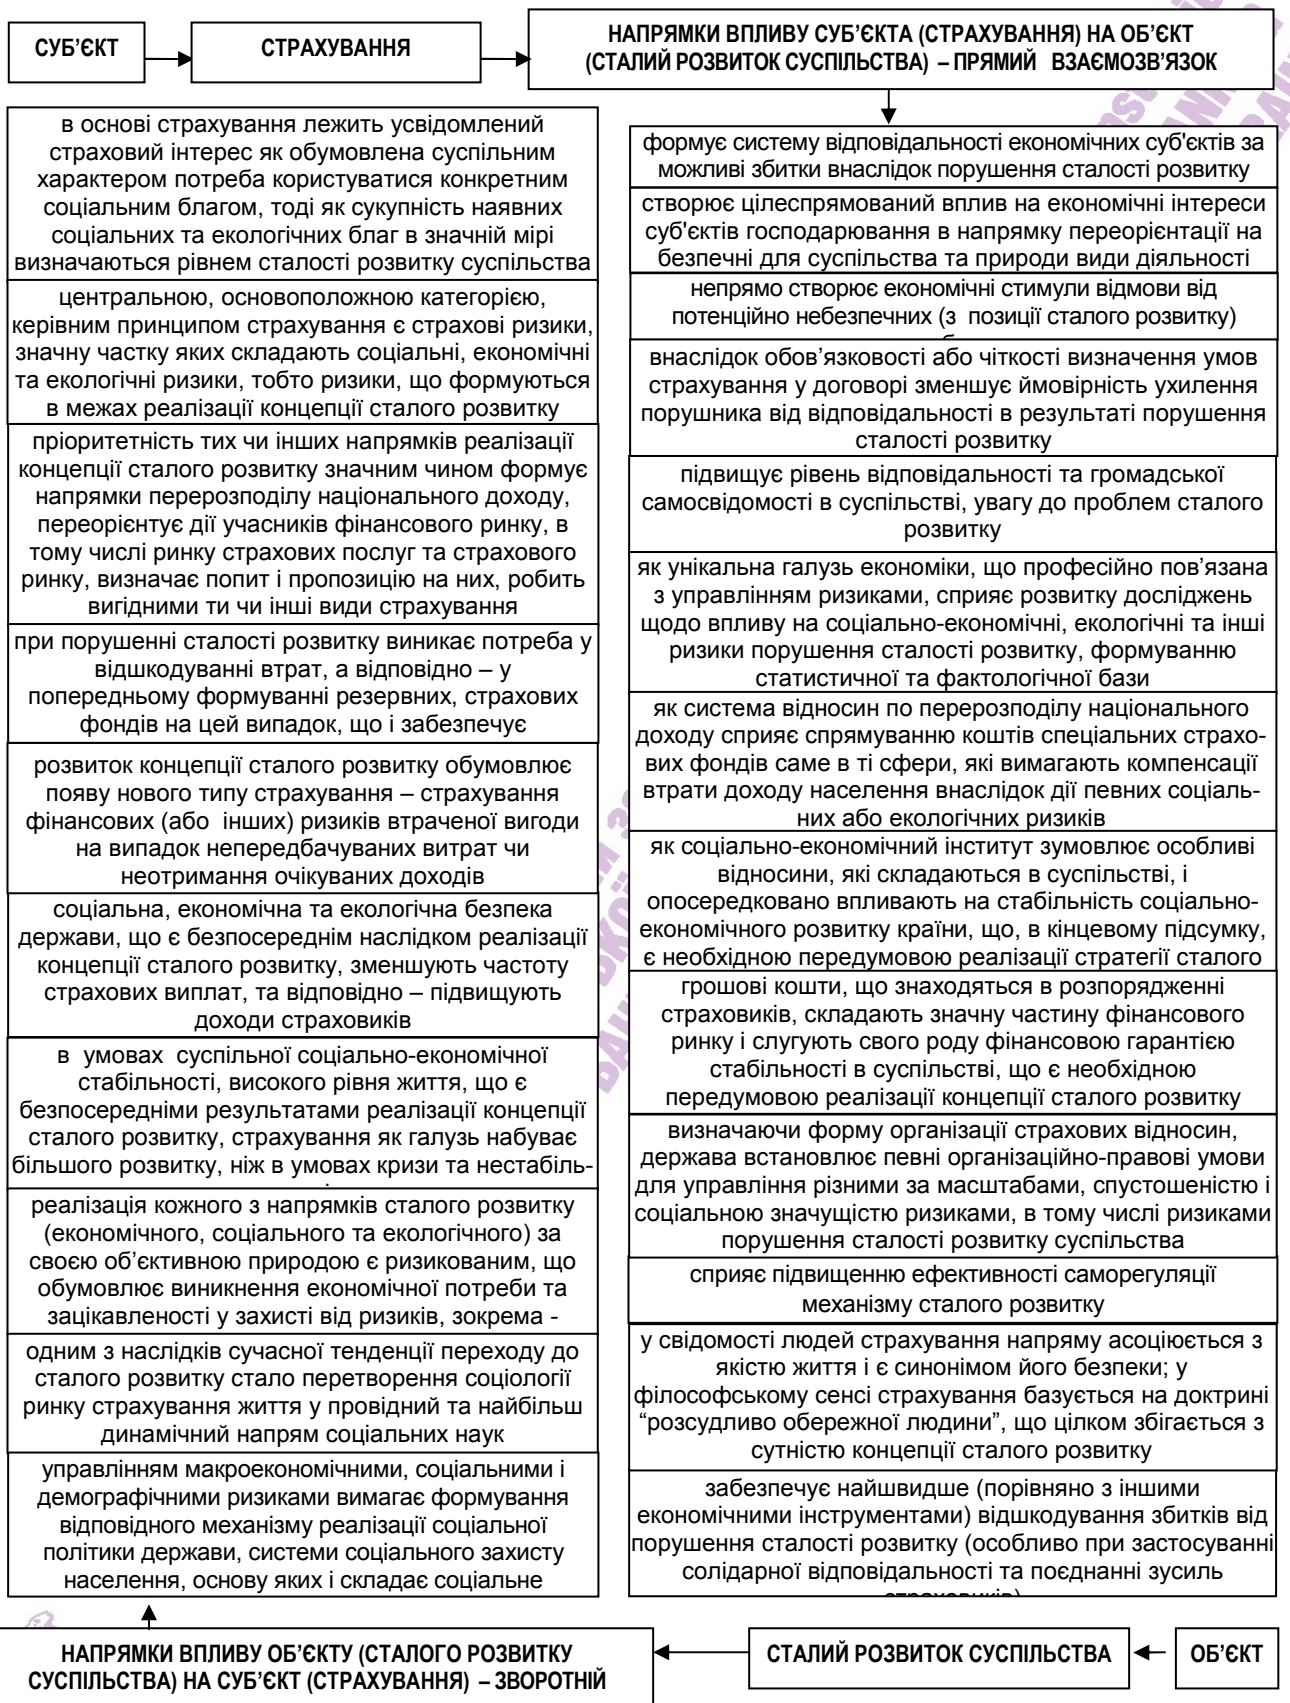 СУБ’ЄКТ
СТРАХУВАННЯ
НАПРЯМКИ ВПЛИВУ СУБ’ЄКТА (СТРАХУВАННЯ) НА ОБ’ЄКТ
(СТАЛИЙ РОЗВИТОК СУСПІЛЬСТВА) – ПРЯМИЙ ВЗАЄМОЗВ’ЯЗОК
в основі страхування лежить усвідомлений
страховий інтерес як обумовлена суспільним
характером потреба користуватися конкретним
соціальним благом, тоді як сукупність наявних
соціальних та екологічних благ в значній мірі
визначаються рівнем сталості розвитку суспільства
центральною, основоположною категорією,
керівним принципом страхування є страхові ризики,
значну частку яких складають соціальні, економічні
та екологічні ризики, тобто ризики, що формуються
в межах реалізації концепції сталого розвитку
пріоритетність тих чи інших напрямків реалізації
концепції сталого розвитку значним чином формує
напрямки перерозподілу національного доходу,
переорієнтує дії учасників фінансового ринку, в
тому числі ринку страхових послуг та страхового
ринку, визначає попит і пропозицію на них, робить
вигідними ти чи інші види страхування
при порушенні сталості розвитку виникає потреба у
відшкодуванні втрат, а відповідно – у
попередньому формуванні резервних, страхових
фондів на цей випадок, що і забезпечує
розвиток концепції сталого розвитку обумовлює
появу нового типу страхування – страхування
фінансових (або інших) ризиків втраченої вигоди
на випадок непередбачуваних витрат чи
неотримання очікуваних доходів
соціальна, економічна та екологічна безпека
держави, що є безпосереднім наслідком реалізації
концепції сталого розвитку, зменшують частоту
страхових виплат, та відповідно – підвищують
доходи страховиків
в умовах суспільної соціально-економічної
стабільності, високого рівня життя, що є
безпосередніми результатами реалізації концепції
сталого розвитку, страхування як галузь набуває
більшого розвитку, ніж в умовах кризи та нестабіль-
реалізація кожного з напрямків сталого розвитку
(економічного, соціального та екологічного) за
своєю об’єктивною природою є ризикованим, що
обумовлює виникнення економічної потреби та
зацікавленості у захисті від ризиків, зокрема -
одним з наслідків сучасної тенденції переходу до
сталого розвитку стало перетворення соціології
ринку страхування життя у провідний та найбільш
динамічний напрям соціальних наук
управлінням макроекономічними, соціальними і
демографічними ризиками вимагає формування
відповідного механізму реалізації соціальної
політики держави, системи соціального захисту
населення, основу яких і складає соціальне
формує систему відповідальності економічних суб'єктів за
можливі збитки внаслідок порушення сталості розвитку
створює цілеспрямований вплив на економічні інтереси
суб'єктів господарювання в напрямку переорієнтації на
безпечні для суспільства та природи види діяльності
непрямо створює економічні стимули відмови від
потенційно небезпечних (з позиції сталого розвитку)
внаслідок обов’язковості або чіткості визначення умов
страхування у договорі зменшує ймовірність ухилення
порушника від відповідальності в результаті порушення
сталості розвитку
підвищує рівень відповідальності та громадської
самосвідомості в суспільстві, увагу до проблем сталого
розвитку
як унікальна галузь економіки, що професійно пов’язана
з управлінням ризиками, сприяє розвитку досліджень
щодо впливу на соціально-економічні, екологічні та інші
ризики порушення сталості розвитку, формуванню
статистичної та фактологічної бази
як система відносин по перерозподілу національного
доходу сприяє спрямуванню коштів спеціальних страхо-
вих фондів саме в ті сфери, які вимагають компенсації
втрати доходу населення внаслідок дії певних соціаль-
них або екологічних ризиків
як соціально-економічний інститут зумовлює особливі
відносини, які складаються в суспільстві, і
опосередковано впливають на стабільність соціально-
економічного розвитку країни, що, в кінцевому підсумку,
є необхідною передумовою реалізації стратегії сталого
грошові кошти, що знаходяться в розпорядженні
страховиків, складають значну частину фінансового
ринку і слугують свого роду фінансовою гарантією
стабільності в суспільстві, що є необхідною
передумовою реалізації концепції сталого розвитку
визначаючи форму організації страхових відносин,
держава встановлює певні організаційно-правові умови
для управління різними за масштабами, спустошеністю і
соціальною значущістю ризиками, в тому числі ризиками
порушення сталості розвитку суспільства
сприяє підвищенню ефективності саморегуляції
механізму сталого розвитку
у свідомості людей страхування напряму асоціюється з
якістю життя і є синонімом його безпеки; у
філософському сенсі страхування базується на доктрині
“розсудливо обережної людини”, що цілком збігається з
сутністю концепції сталого розвитку
забезпечує найшвидше (порівняно з іншими
економічними інструментами) відшкодування збитків від
порушення сталості розвитку (особливо при застосуванні
солідарної відповідальності та поєднанні зусиль
НАПРЯМКИ ВПЛИВУ ОБ’ЄКТУ (СТАЛОГО РОЗВИТКУ
СУСПІЛЬСТВА) НА СУБ’ЄКТ (СТРАХУВАННЯ) – ЗВОРОТНІЙ
СТАЛИЙ РОЗВИТОК СУСПІЛЬСТВА
ОБ’ЄКТ